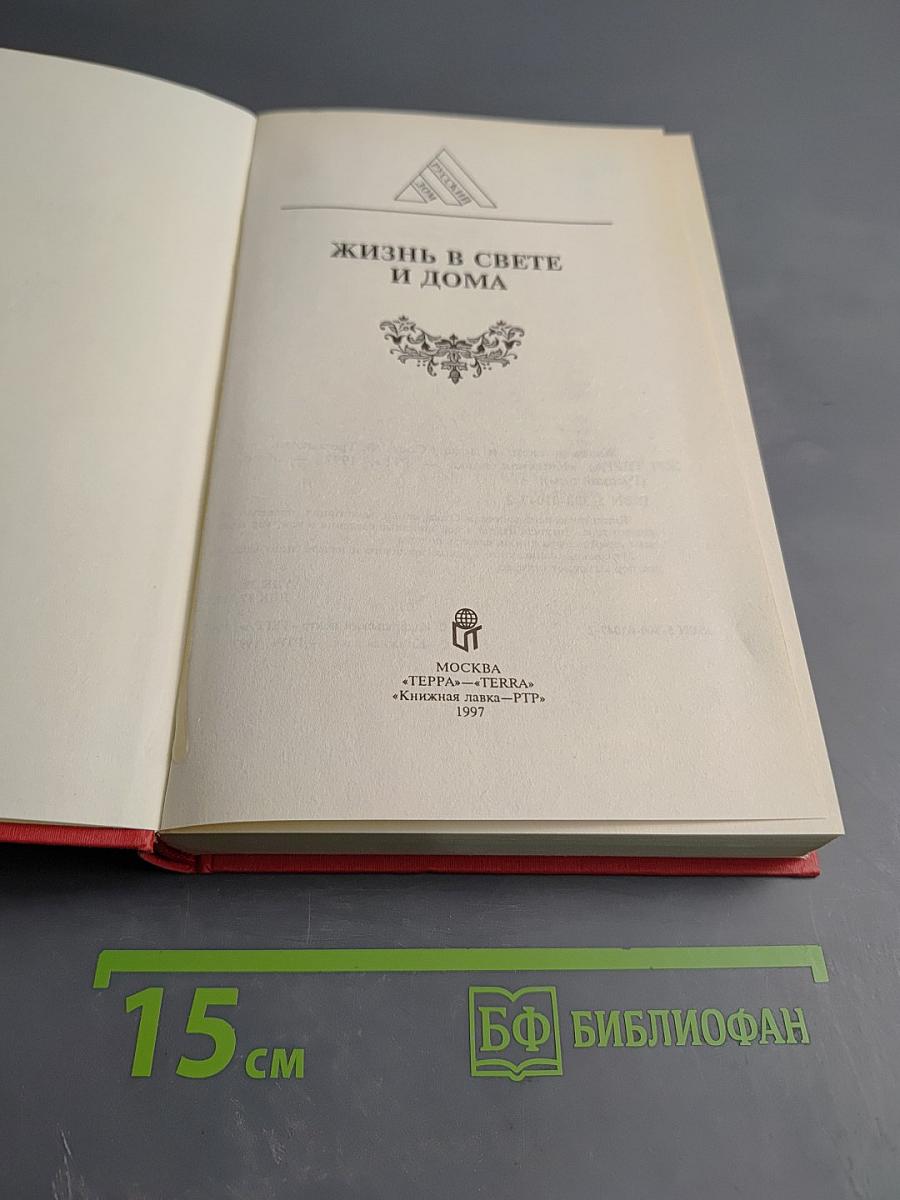 РУССКИЙ
ДОМ
ЖИЗНЬ В СВЕТЕ
И ДОМА
МОСКВА
«ТЕРРА»—«TERRA»
«Книжная лавка—РТР»
1997
15 см
БФ БИБЛИОФАН